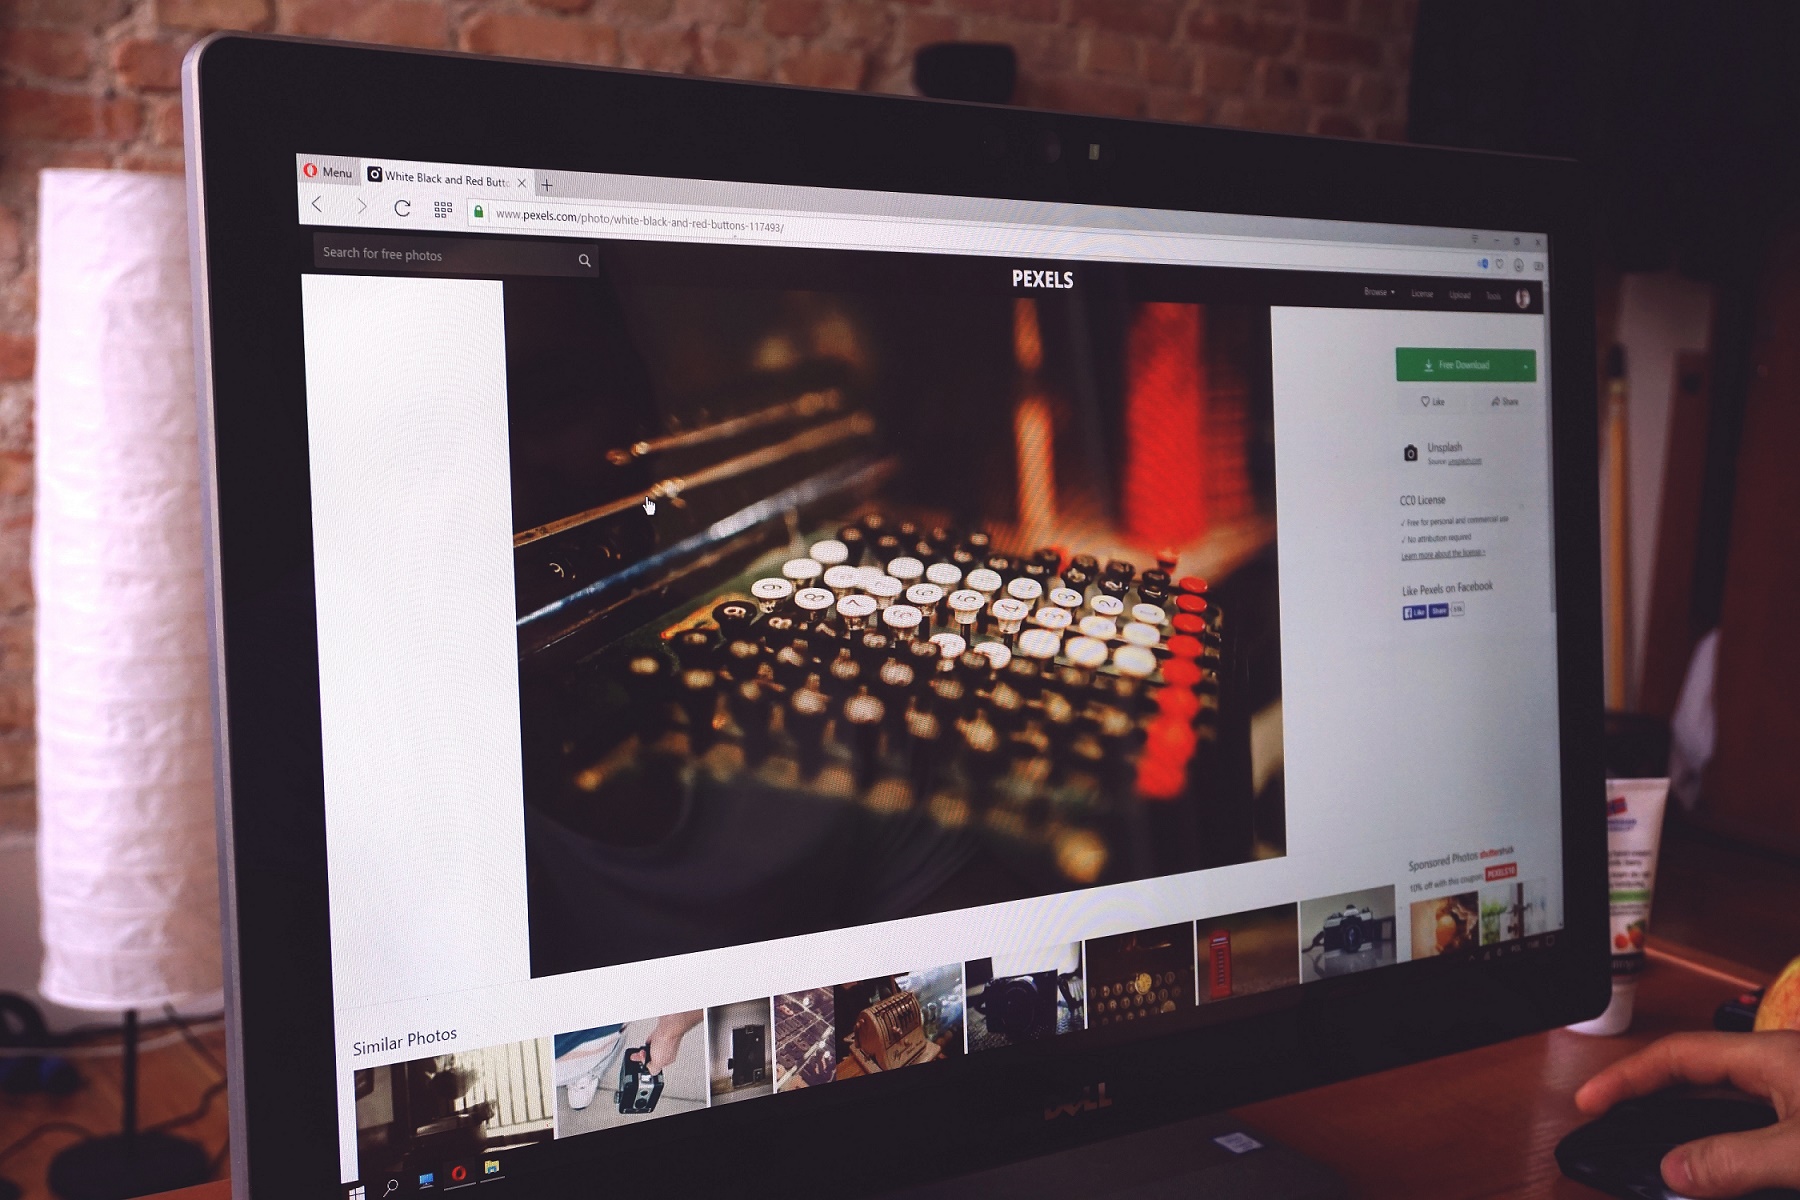 Menu
White Black and Red Butt
www.pexels.com/photo/white-black-and-red-buttons-117493/
Search for free photos
PEXELS
Browse
License
Upload
Tools
Free Download
Like
Share
Unsplash
Source: unsplash.com
CC0 License
✓ Free for personal and commercial use
✓ No attribution required
Learn more about the license »
Like Pexels on Facebook
Like
Share
Sponsored Photos shutterstock
10% off with this coupon: PEXELS10
Similar Photos
DELL